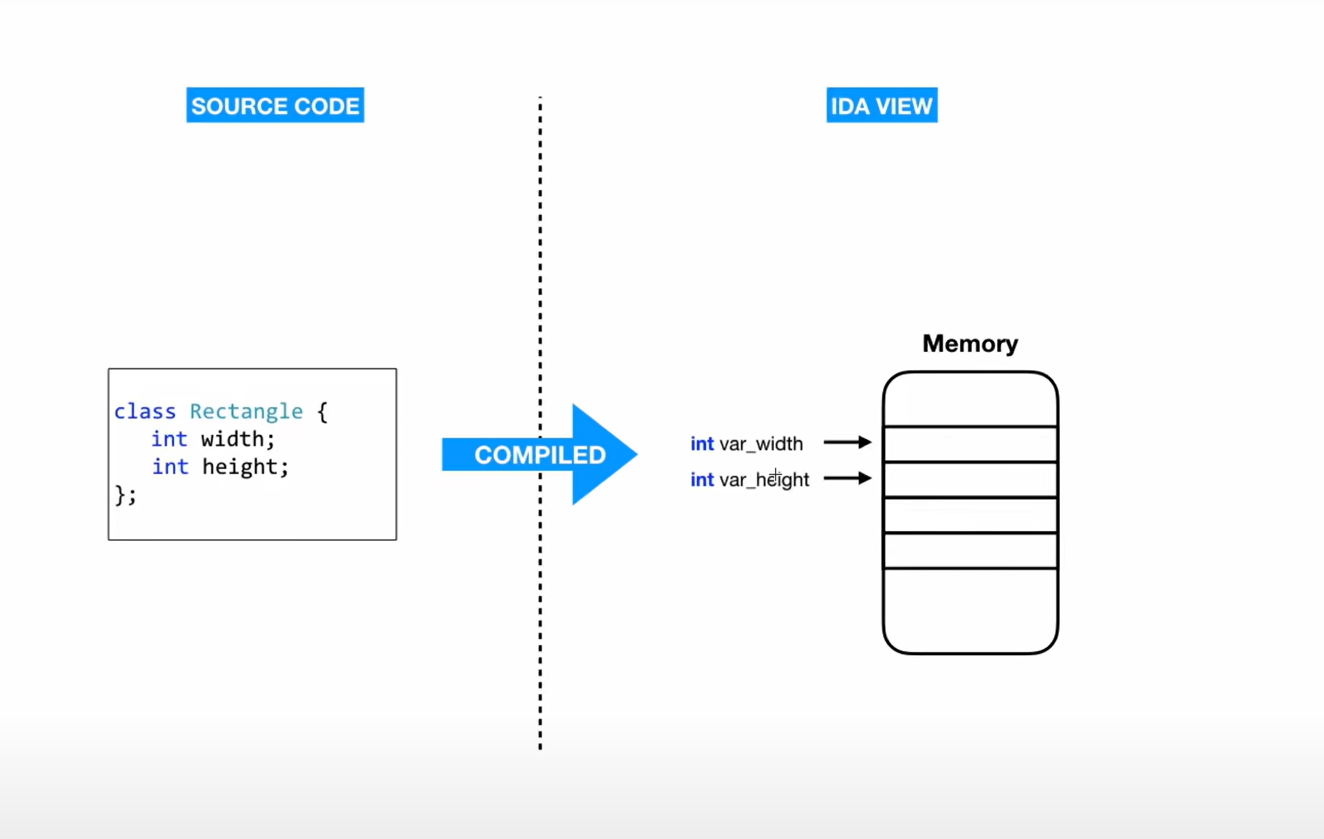 SOURCE CODE
IDA VIEW
class Rectangle {
int width;
int height;
};
COMPILED
Memory
int var_width
int var_height